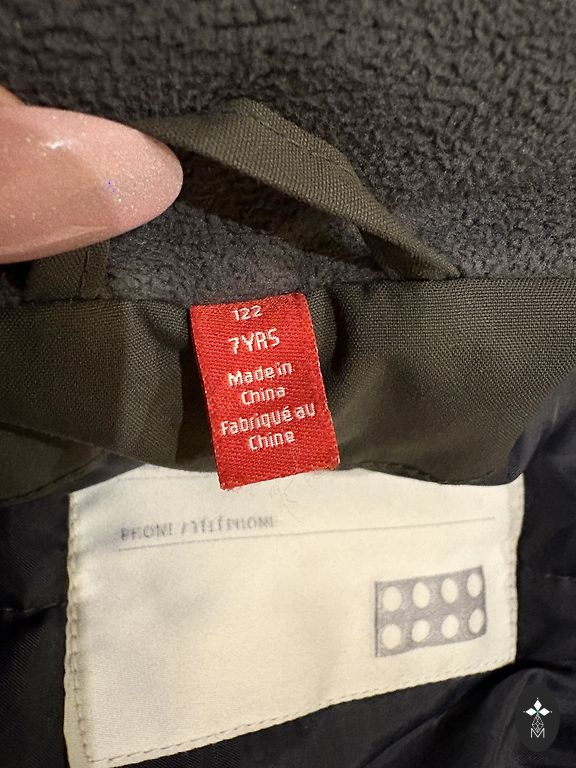 122
7YRS
Made in
China
Fabriqué au
Chine
PHONE / TÉLÉPHONE
M